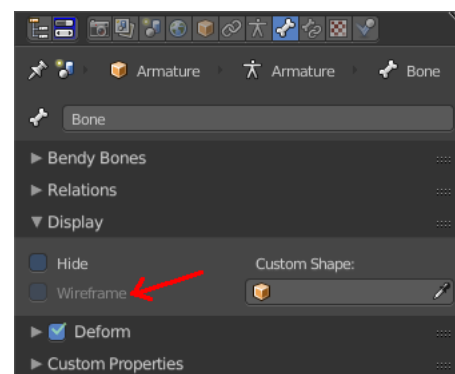 Armature Armature Bone
Bone
Bendy Bones
Relations
Display
Hide Custom Shape:
Wireframe
Deform
Custom Properties